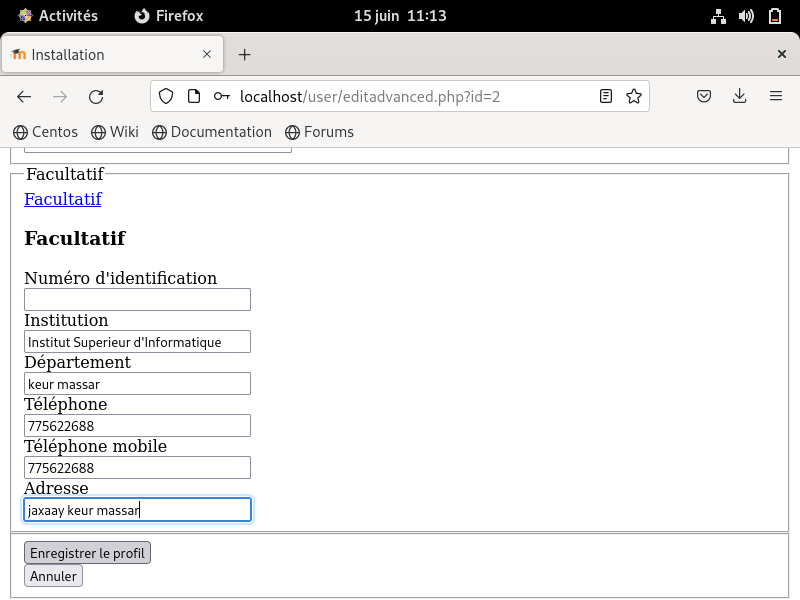 Activités Firefox 15 juin 11:13
Installation
localhost/user/editadvanced.php?id=2
Centos Wiki Documentation Forums
Facultatif
Facultatif
Facultatif
Numéro d'identification
Institution
Institut Superieur d'Informatique
Département
keur massar
Téléphone
775622688
Téléphone mobile
775622688
Adresse
jaxaay keur massar
Enregistrer le profil
Annuler